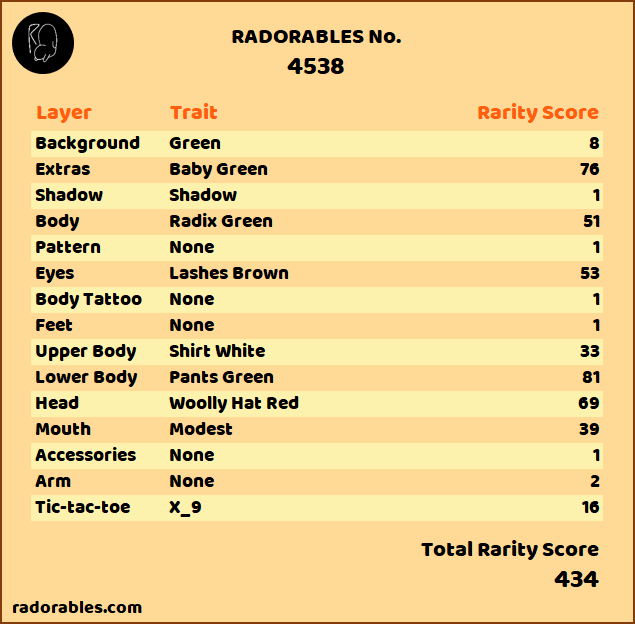 RADORABLES No.
4538
Layer Trait Rarity Score
Background Green 8
Extras Baby Green 76
Shadow Shadow 1
Body Radix Green 51
Pattern None 1
Eyes Lashes Brown 53
Body Tattoo None 1
Feet None 1
Upper Body Shirt White 33
Lower Body Pants Green 81
Head Woolly Hat Red 69
Mouth Modest 39
Accessories None 1
Arm None 2
Tic-tac-toe X_9 16
Total Rarity Score
434
radorables.com